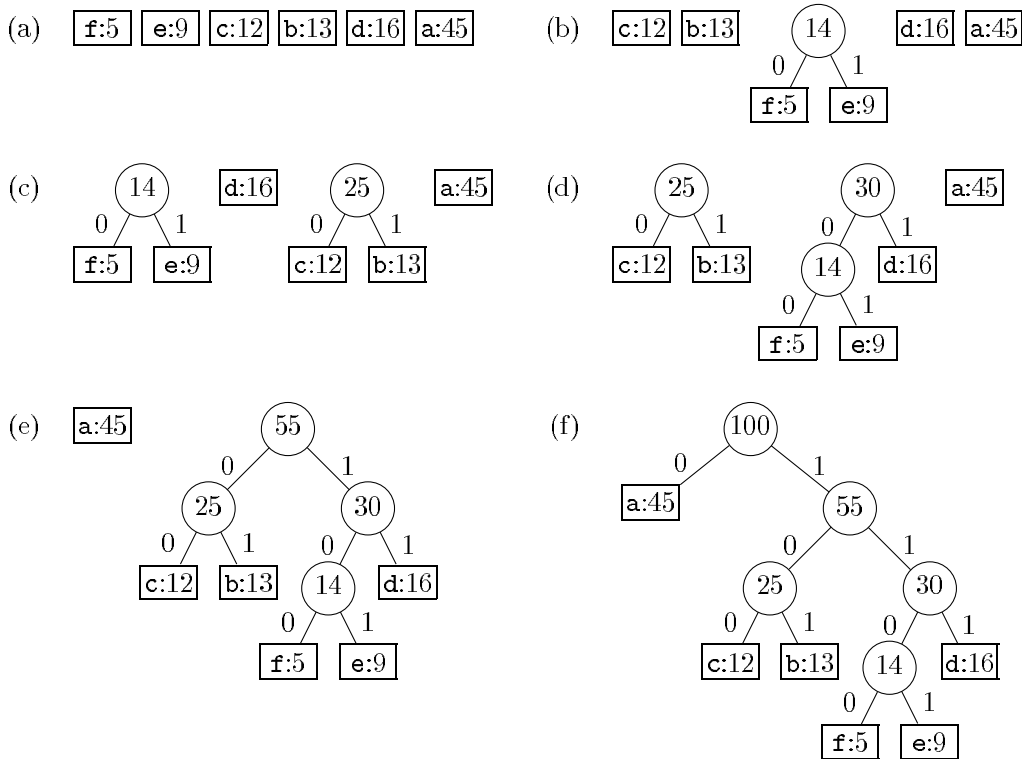 (a) f:5 e:9 c:12 b:13 d:16 a:45
(b) c:12 b:13 14 d:16 a:45
0 1
f:5 e:9
(c) 14 d:16 25 a:45
0 1 0 1
f:5 e:9 c:12 b:13
(d) 25 30 a:45
0 1 0 1
c:12 b:13 14 d:16
0 1
f:5 e:9
(e) a:45 55
0 1
25 30
0 1 0 1
c:12 b:13 14 d:16
0 1
f:5 e:9
(f) 100
0 1
a:45 55
0 1
25 30
0 1 0 1
c:12 b:13 14 d:16
0 1
f:5 e:9